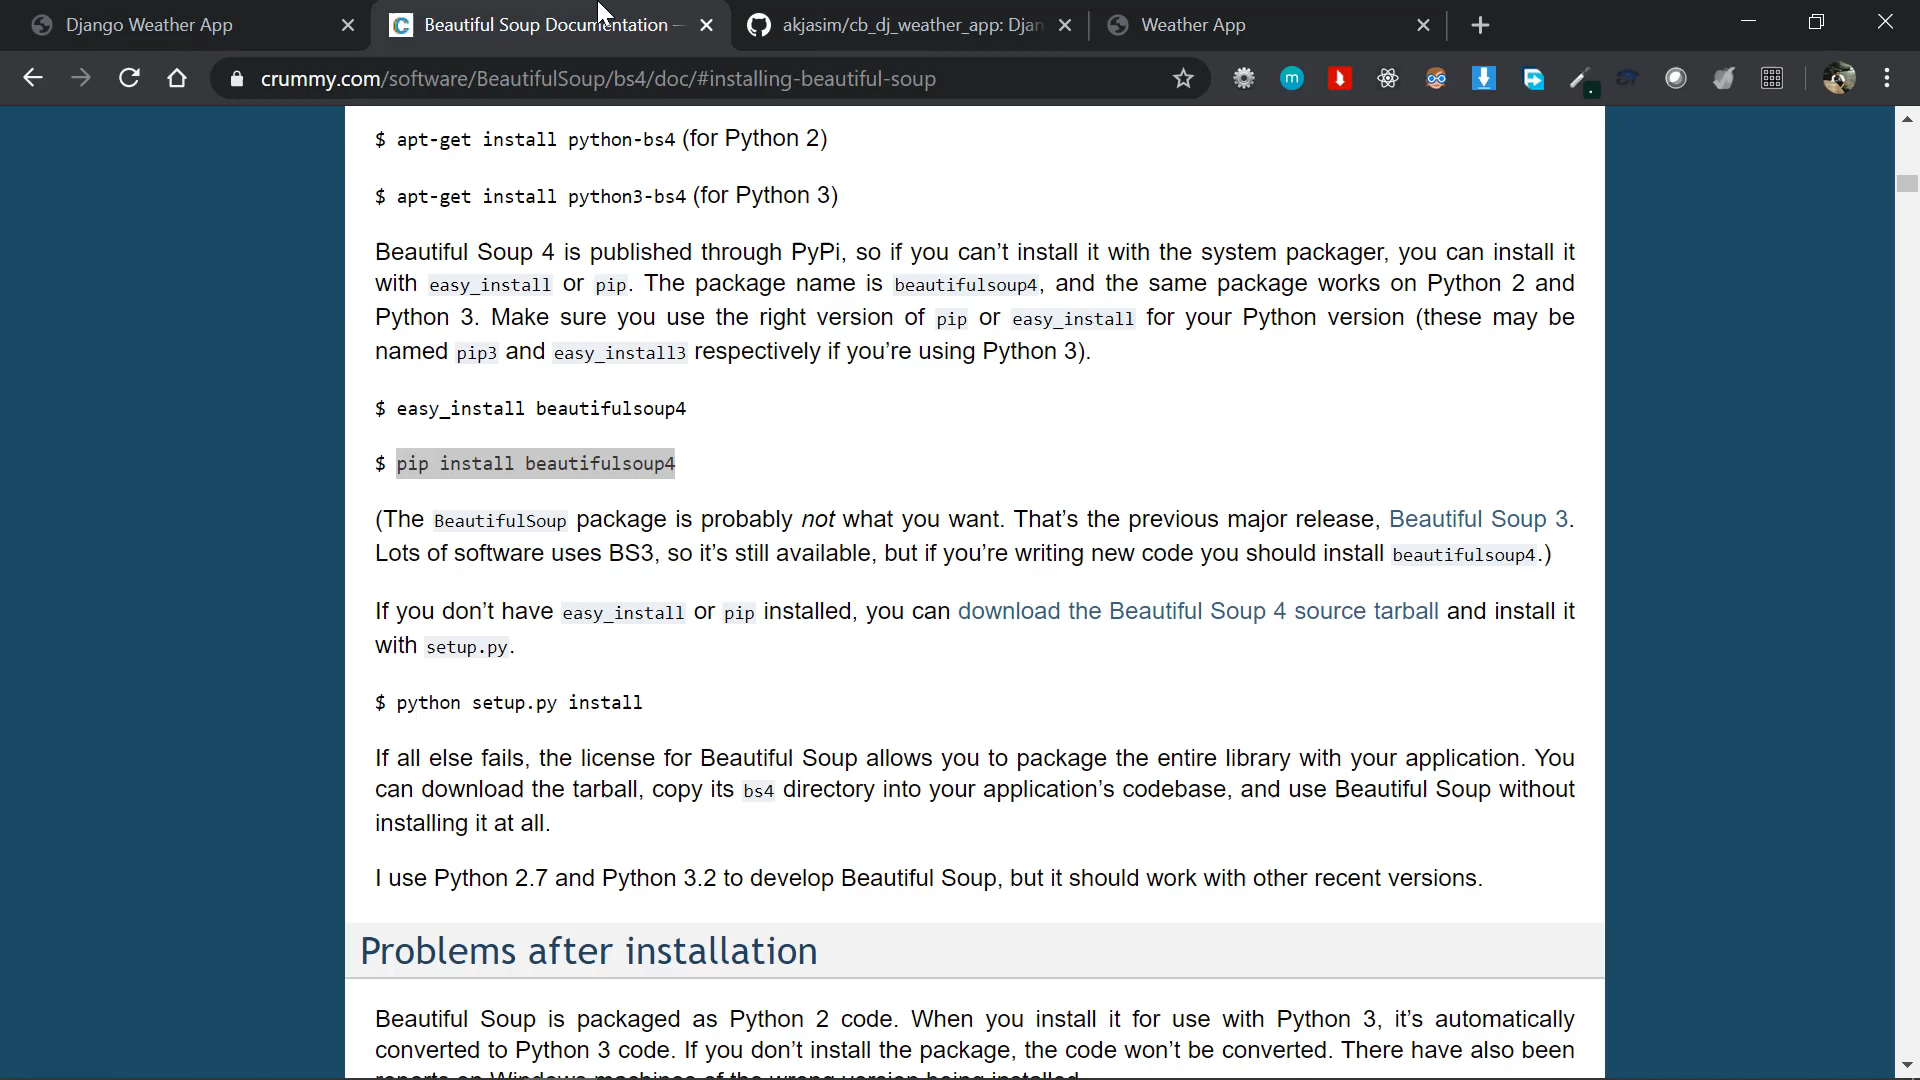 Django Weather App
Beautiful Soup Documentation –
akjasim/cb_dj_weather_app: Djan
Weather App
crummy.com/software/BeautifulSoup/bs4/doc/#installing-beautiful-soup
m
$ apt-get install python-bs4 (for Python 2)
$ apt-get install python3-bs4 (for Python 3)
Beautiful Soup 4 is published through PyPi, so if you can’t install it with the system packager, you can install it
with easy_install or pip. The package name is beautifulsoup4, and the same package works on Python 2 and
Python 3. Make sure you use the right version of pip or easy_install for your Python version (these may be
named pip3 and easy_install3 respectively if you’re using Python 3).
$ easy_install beautifulsoup4
$ pip install beautifulsoup4
(The BeautifulSoup package is probably not what you want. That’s the previous major release, Beautiful Soup 3.
Lots of software uses BS3, so it’s still available, but if you’re writing new code you should install beautifulsoup4.)
If you don’t have easy_install or pip installed, you can download the Beautiful Soup 4 source tarball and install it
with setup.py.
$ python setup.py install
If all else fails, the license for Beautiful Soup allows you to package the entire library with your application. You
can download the tarball, copy its bs4 directory into your application’s codebase, and use Beautiful Soup without
installing it at all.
I use Python 2.7 and Python 3.2 to develop Beautiful Soup, but it should work with other recent versions.
Problems after installation
Beautiful Soup is packaged as Python 2 code. When you install it for use with Python 3, it’s automatically
converted to Python 3 code. If you don’t install the package, the code won’t be converted. There have also been
reports on Windows machines of the wrong version being installed.